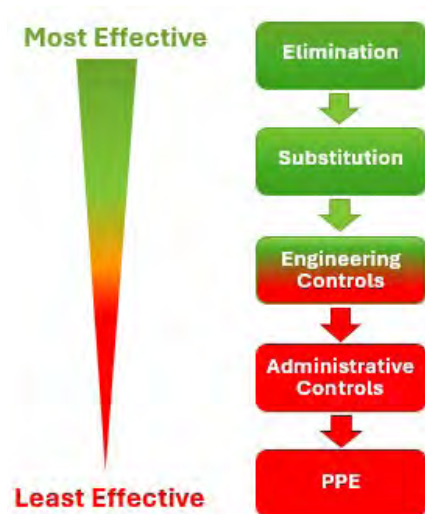 Most Effective
Elimination
Substitution
Engineering
Controls
Administrative
Controls
PPE
Least Effective